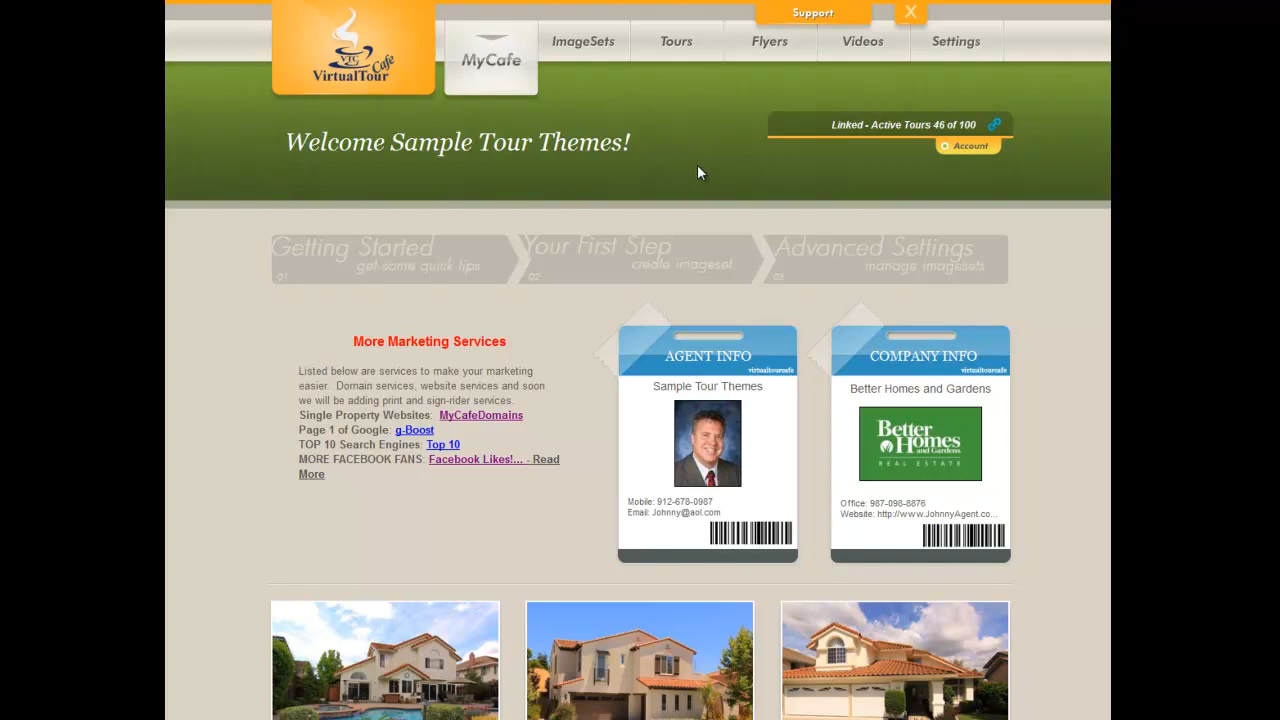 Support
X
VTC
VirtualTour Cafe
MyCafe
ImageSets
Tours
Flyers
Videos
Settings
Welcome Sample Tour Themes!
Linked - Active Tours 46 of 100
Account
Getting Started
get some quick tips
01
Your First Step
create imageset
02
Advanced Settings
manage imagesets
03
More Marketing Services
Listed below are services to make your marketing
easier. Domain services, website services and soon
we will be adding print and sign-rider services.
Single Property Websites: MyCafeDomains
Page 1 of Google: g-Boost
TOP 10 Search Engines: Top 10
MORE FACEBOOK FANS: Facebook Likes!... - Read
More
AGENT INFO
virtualtourcafe
Sample Tour Themes
Mobile: 912-678-0987
Email: Johnny@aol.com
COMPANY INFO
virtualtourcafe
Better Homes and Gardens
Better
Homes
and Gardens
REAL ESTATE
Office: 987-098-8876
Website: http://www.JohnnyAgent.co...